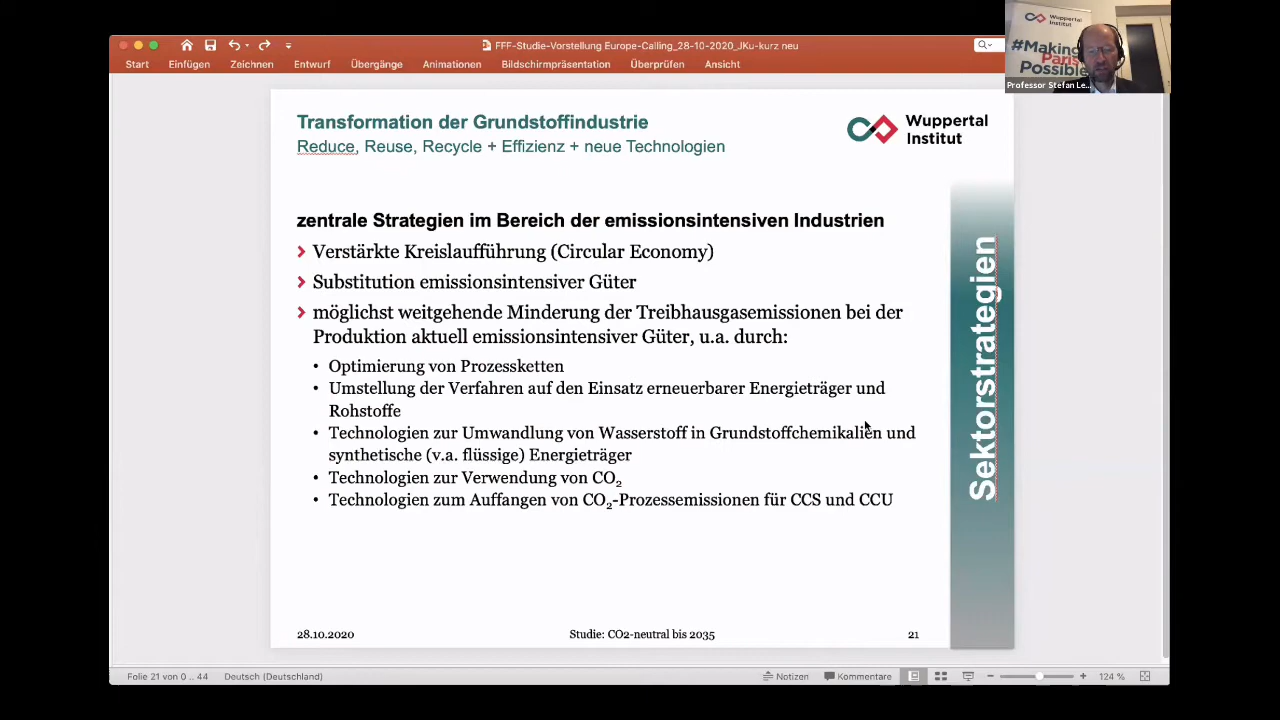 FFF-Studie-Vorstellung Europe-Calling_28-10-2020_JKu-kurz neu
Start Einfügen Zeichnen Entwurf Übergänge Animationen Bildschirmpräsentation Überprüfen Ansicht
Wuppertal
Institut
#Making
Paris
Possible
Professor Stefan Le...
Transformation der Grundstoffindustrie
Reduce, Reuse, Recycle + Effizienz + neue Technologien
Wuppertal
Institut
zentrale Strategien im Bereich der emissionsintensiven Industrien
Verstärkte Kreislaufführung (Circular Economy)
Substitution emissionsintensiver Güter
möglichst weitgehende Minderung der Treibhausgasemissionen bei der
Produktion aktuell emissionsintensiver Güter, u.a. durch:
• Optimierung von Prozessketten
• Umstellung der Verfahren auf den Einsatz erneuerbarer Energieträger und
Rohstoffe
• Technologien zur Umwandlung von Wasserstoff in Grundstoffchemikalien und
synthetische (v.a. flüssige) Energieträger
• Technologien zur Verwendung von CO₂
• Technologien zum Auffangen von CO₂-Prozessemissionen für CCS und CCU
Sektorstrategien
28.10.2020 Studie: CO2-neutral bis 2035 21
Folie 21 von 0 .. 44 Deutsch (Deutschland) Notizen Kommentare 124 %